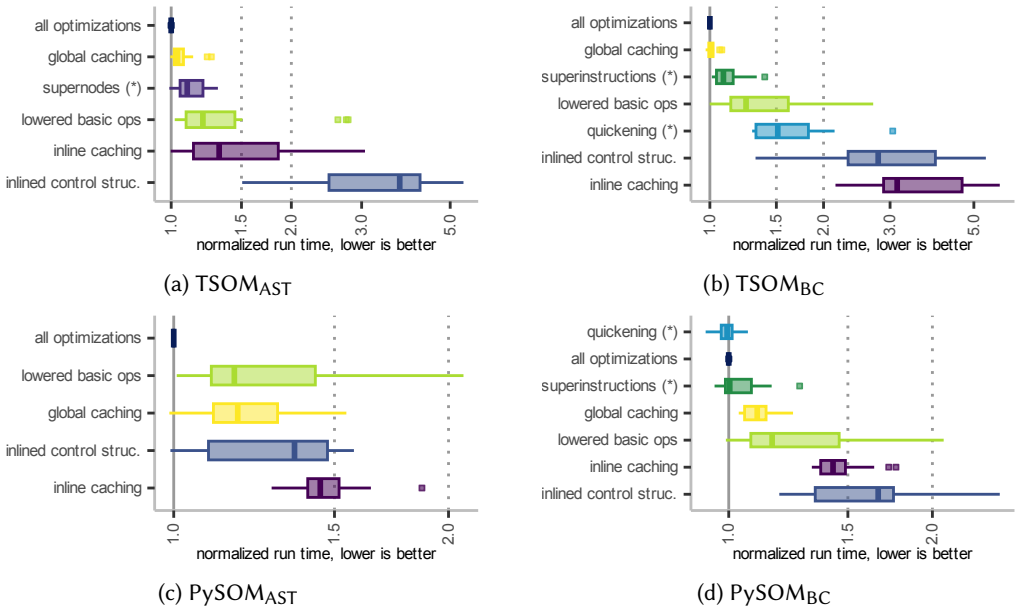 all optimizations
global caching
supernodes (*)
lowered basic ops
inline caching
inlined control struc.
1.0
1.5
2.0
3.0
5.0
normalized run time, lower is better
(a) TSOMAST
all optimizations
global caching
superinstructions (*)
lowered basic ops
quickening (*)
inlined control struc.
inline caching
1.0
1.5
2.0
3.0
5.0
normalized run time, lower is better
(b) TSOMBC
all optimizations
lowered basic ops
global caching
inlined control struc.
inline caching
1.0
1.5
2.0
normalized run time, lower is better
(c) PySOMAST
quickening (*)
all optimizations
superinstructions (*)
global caching
lowered basic ops
inline caching
inlined control struc.
1.0
1.5
2.0
normalized run time, lower is better
(d) PySOMBC